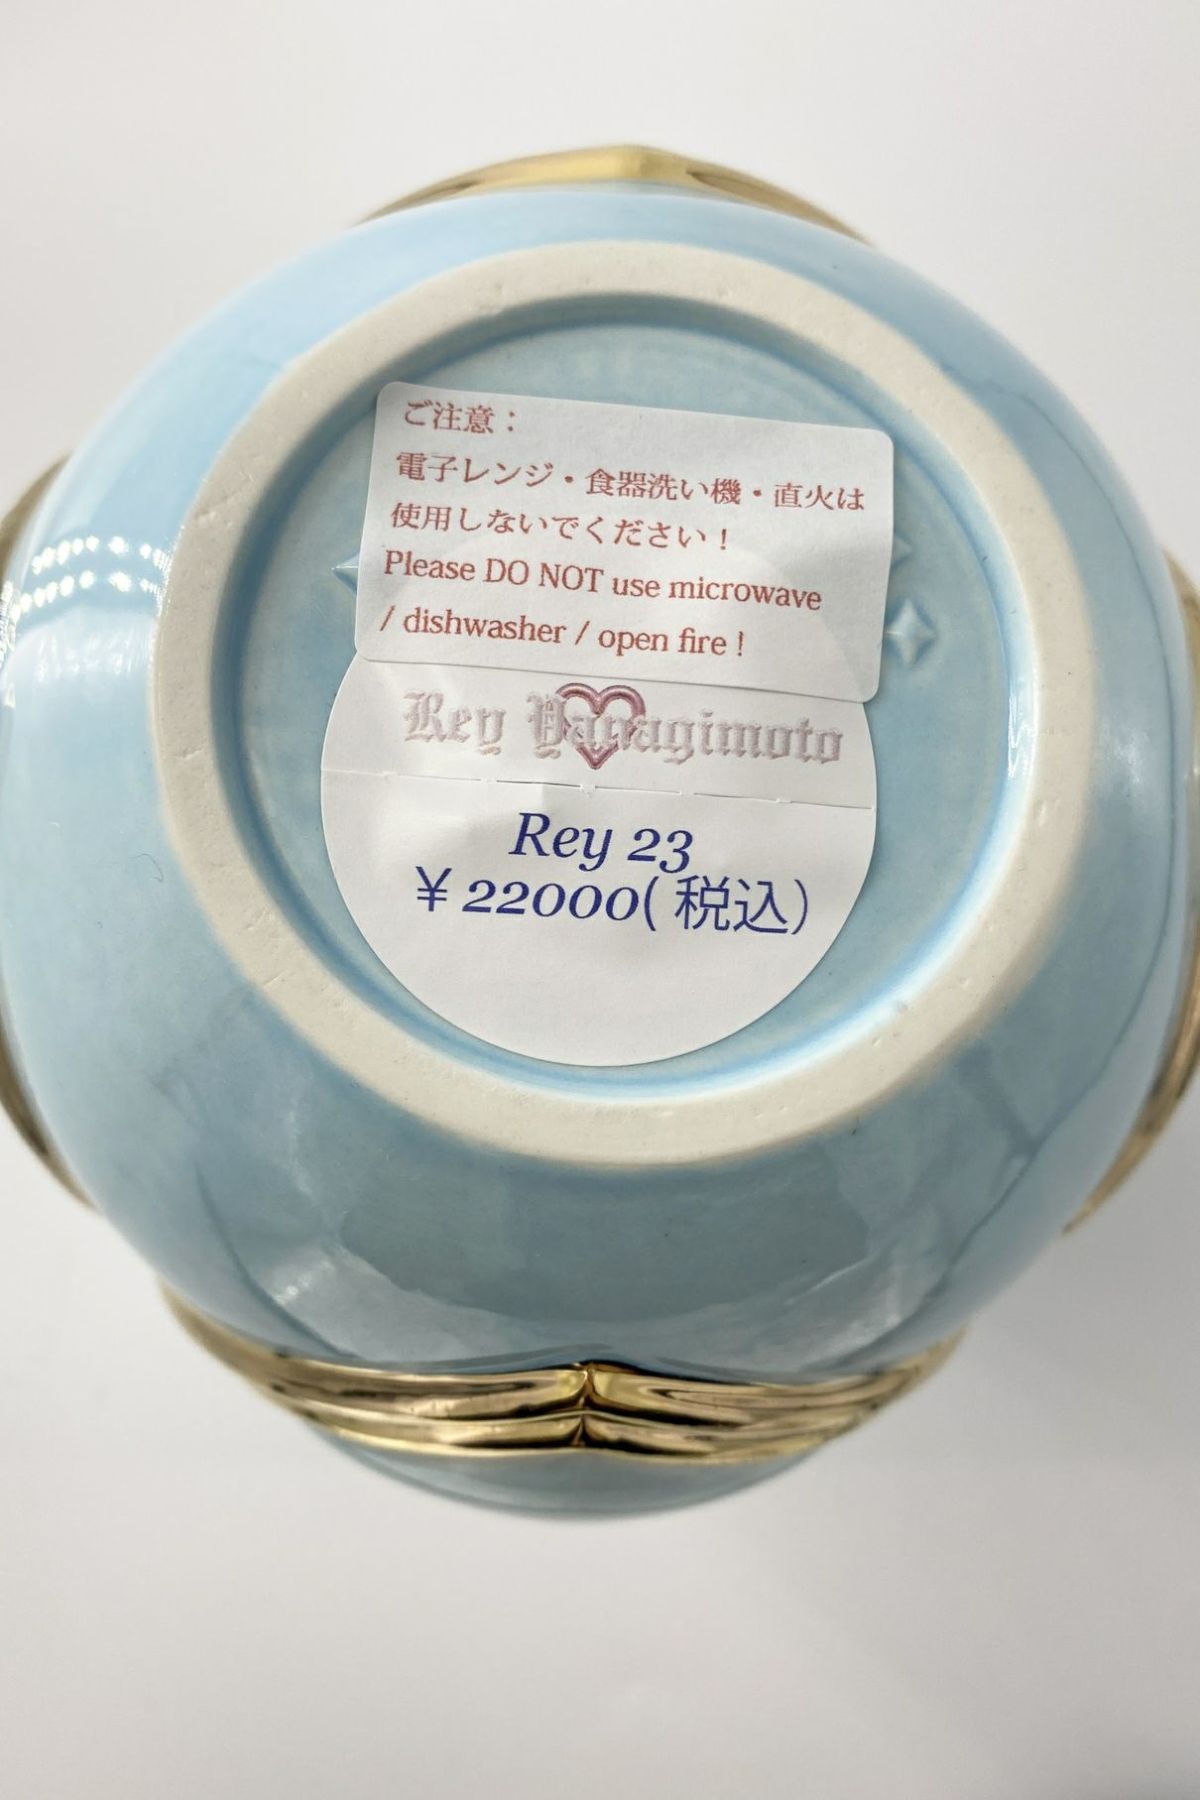 ご注意：
電子レンジ・食器洗い機・直火は
使用しないでください！
Please DO NOT use microwave
/ dishwasher / open fire !
Rey Yanagimoto
Rey 23
￥22000(税込)